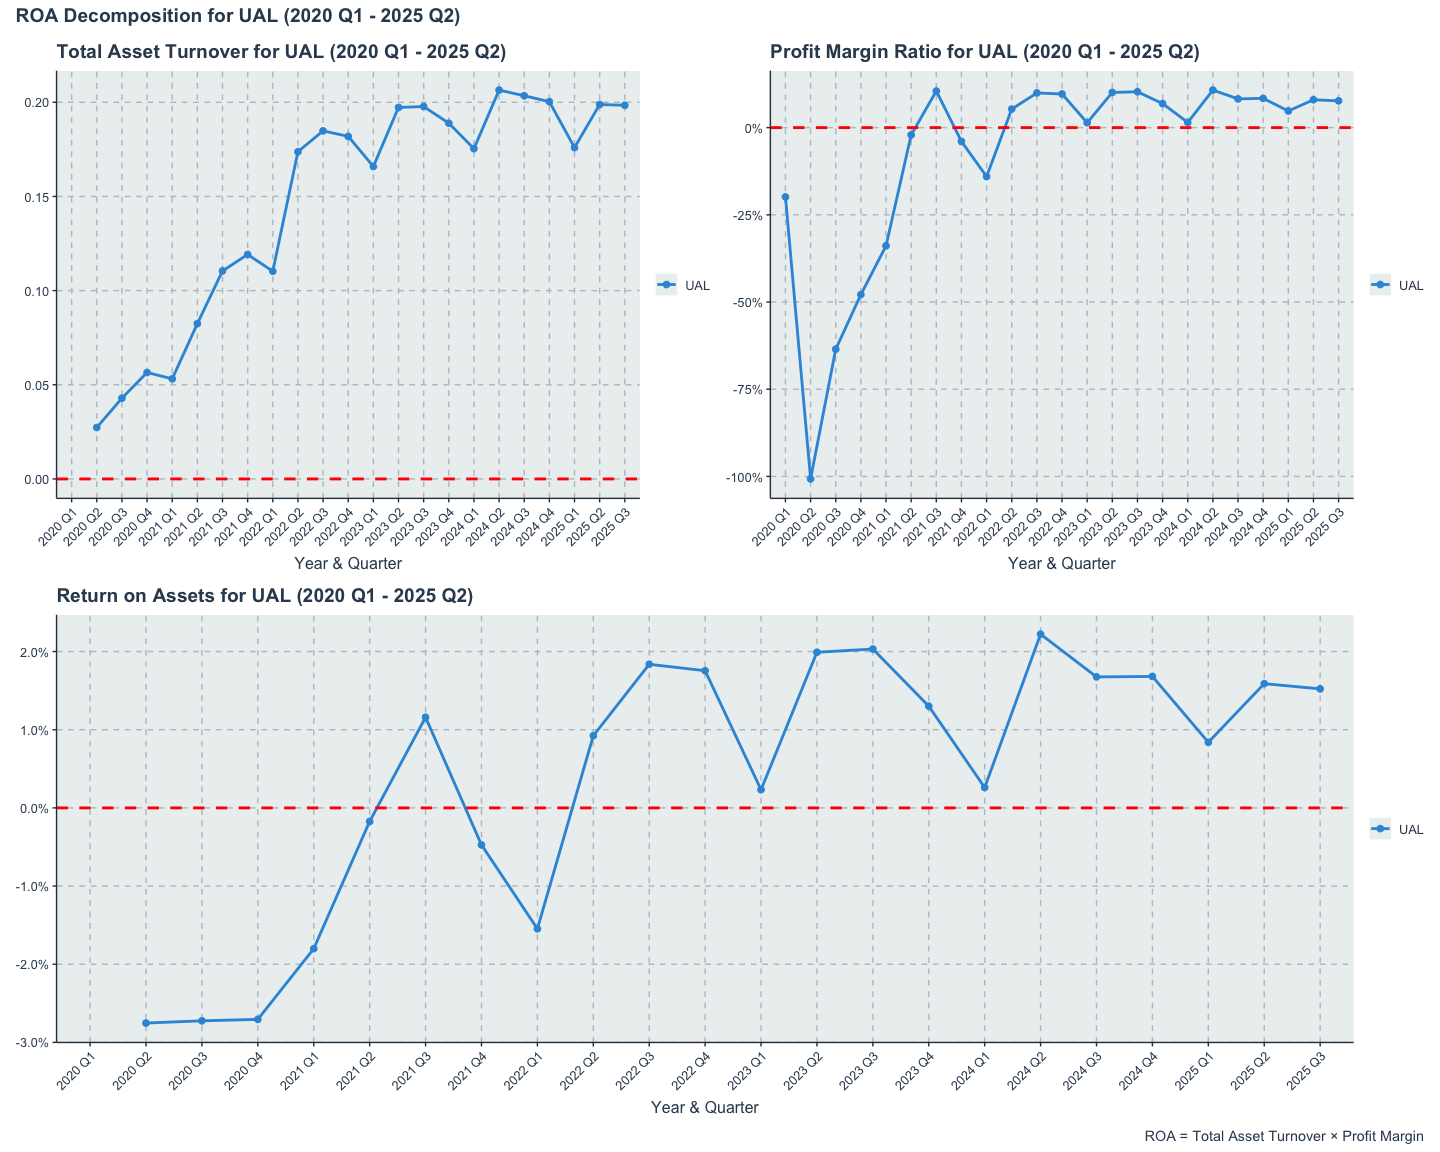 ROA Decomposition for UAL (2020 Q1 - 2025 Q2)
Total Asset Turnover for UAL (2020 Q1 - 2025 Q2)
0.20
0.15
0.10
0.05
0.00
2020 Q1
2020 Q2
2020 Q3
2020 Q4
2021 Q1
2021 Q2
2021 Q3
2021 Q4
2022 Q1
2022 Q2
2022 Q3
2022 Q4
2023 Q1
2023 Q2
2023 Q3
2023 Q4
2024 Q1
2024 Q2
2024 Q3
2024 Q4
2025 Q1
2025 Q2
2025 Q3
Year & Quarter
UAL
Profit Margin Ratio for UAL (2020 Q1 - 2025 Q2)
0%
-25%
-50%
-75%
-100%
2020 Q1
2020 Q2
2020 Q3
2020 Q4
2021 Q1
2021 Q2
2021 Q3
2021 Q4
2022 Q1
2022 Q2
2022 Q3
2022 Q4
2023 Q1
2023 Q2
2023 Q3
2023 Q4
2024 Q1
2024 Q2
2024 Q3
2024 Q4
2025 Q1
2025 Q2
2025 Q3
Year & Quarter
UAL
Return on Assets for UAL (2020 Q1 - 2025 Q2)
2.0%
1.0%
0.0%
-1.0%
-2.0%
-3.0%
2020 Q1
2020 Q2
2020 Q3
2020 Q4
2021 Q1
2021 Q2
2021 Q3
2021 Q4
2022 Q1
2022 Q2
2022 Q3
2022 Q4
2023 Q1
2023 Q2
2023 Q3
2023 Q4
2024 Q1
2024 Q2
2024 Q3
2024 Q4
2025 Q1
2025 Q2
2025 Q3
Year & Quarter
UAL
ROA = Total Asset Turnover × Profit Margin